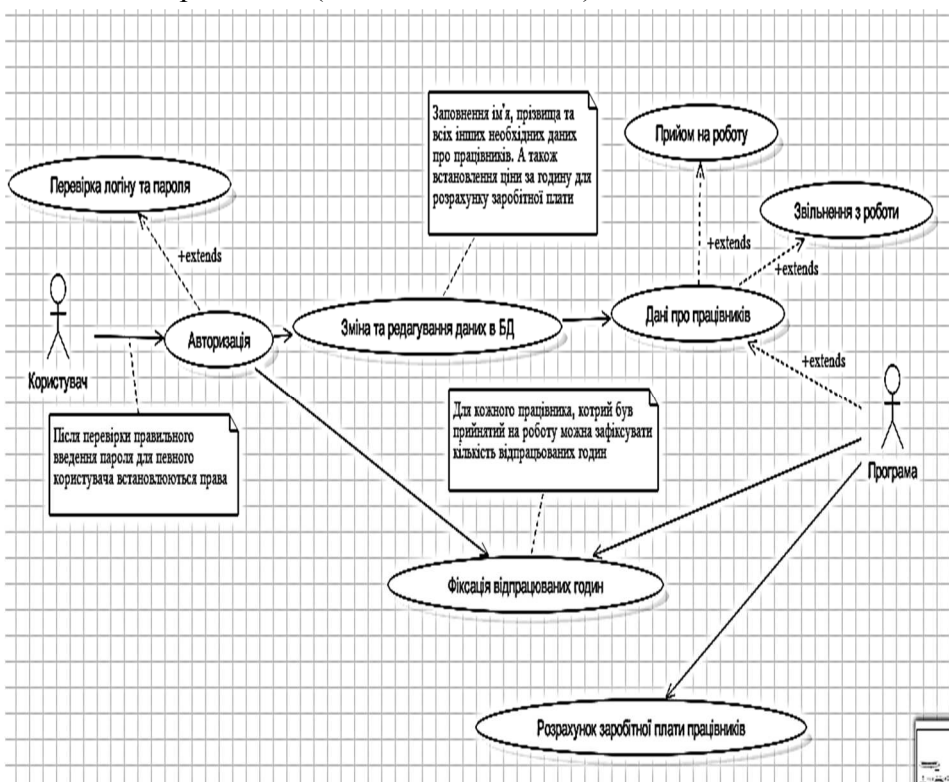 Заповнення ім'я, прізвища та
всіх інших необхідних даних
про працівників. А також
встановлення ціни за годину для
розрахунку заробітної плати
Прийом на роботу
Перевірка логіну та пароля
Звільнення з роботи
+extends
+extends
+extends
Авторизація
Зміна та редагування даних в БД
Дані про працівників
+extends
Користувач
Після перевірки правильного
введення пароля для певного
користувача встановлюються права
Для кожного працівника, котрий був
прийнятий на роботу можна зафіксувати
кількість відпрацьованих годин
Програма
Фіксація відпрацюваних годин
Розрахунок заробітної плати працівників